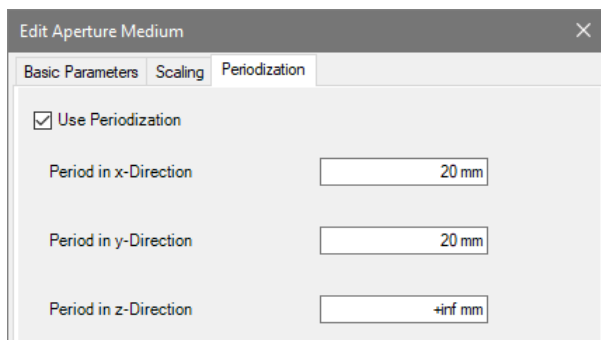 Edit Aperture Medium
Basic Parameters Scaling Periodization
Use Periodization
Period in x-Direction 20 mm
Period in y-Direction 20 mm
Period in z-Direction +inf mm